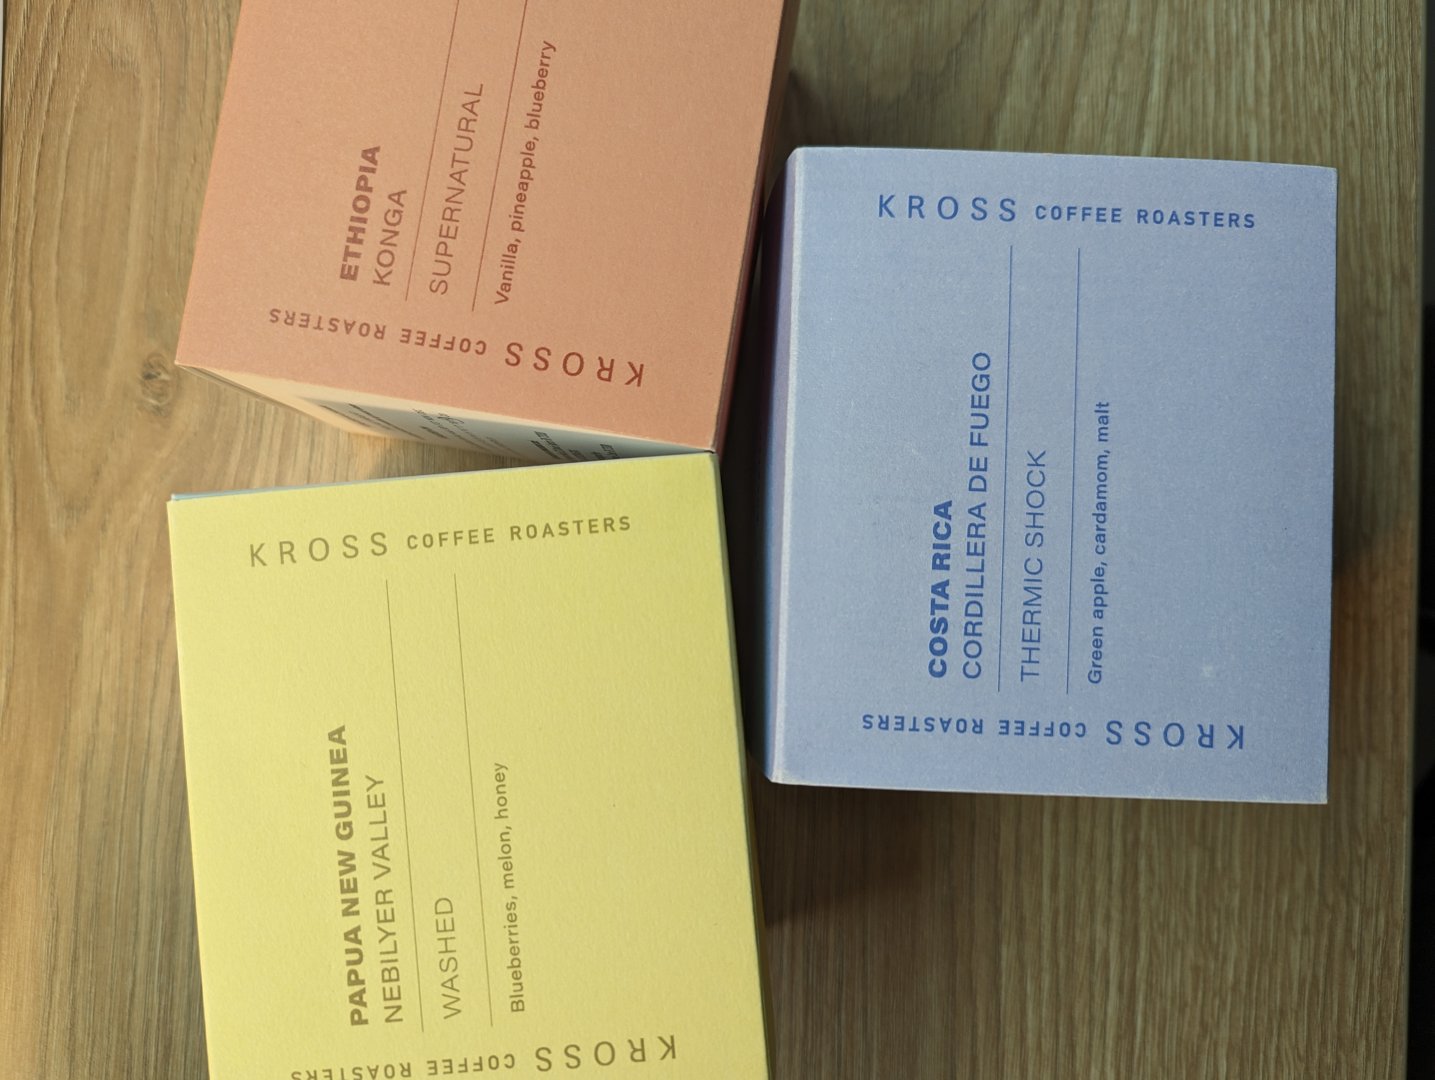 ETHIOPIA
KONGA
SUPERNATURAL
Vanilla, pineapple, blueberry
KROSS COFFEE ROASTERS
KROSS COFFEE ROASTERS
COSTA RICA
CORDILLERA DE FUEGO
THERMIC SHOCK
Green apple, cardamom, malt
KROSS COFFEE ROASTERS
KROSS COFFEE ROASTERS
PAPUA NEW GUINEA
NEBILYER VALLEY
WASHED
Blueberries, melon, honey
KROSS COFFEE ROASTERS